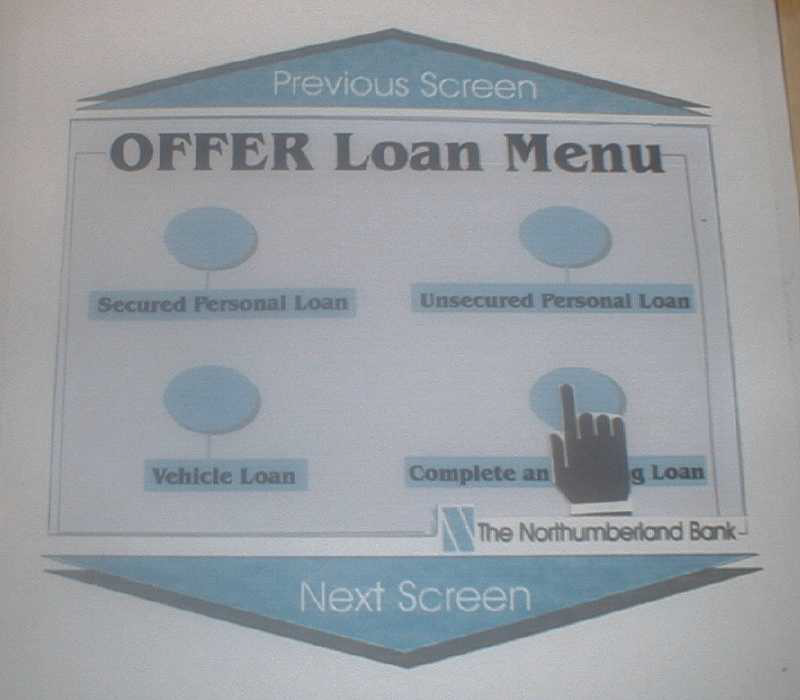 Previous Screen
OFFER Loan Menu
Secured Personal Loan
Unsecured Personal Loan
Vehicle Loan
Complete an g Loan
The Northumberland Bank
Next Screen